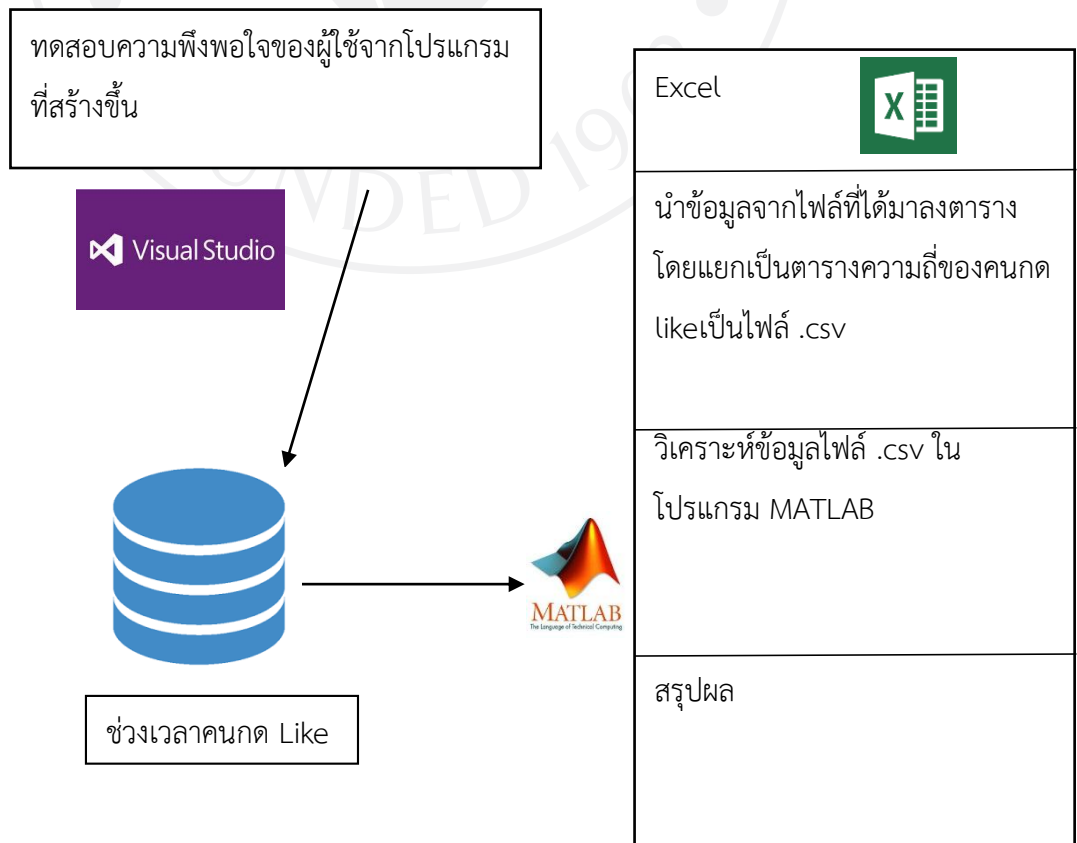 ทดสอบความพึงพอใจของผู้ใช้จากโปรแกรม
ที่สร้างขึ้น
Visual Studio
UNDED 19
MATLAB
The Language of Technical Computing
ช่วงเวลาคนกด Like
Excel
X
นำข้อมูลจากไฟล์ที่ได้มาลงตาราง
โดยแยกเป็นตารางความถี่ของคนกด
likeเป็นไฟล์ .csv
วิเคราะห์ข้อมูลไฟล์ .csv ใน
โปรแกรม MATLAB
สรุปผล